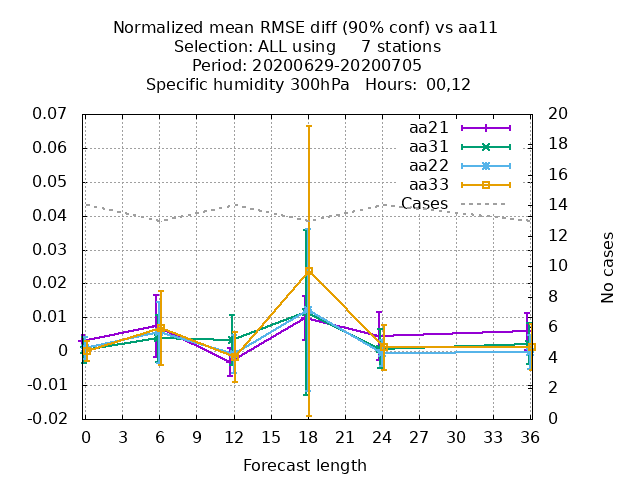 Normalized mean RMSE diff (90% conf) vs aa11
Selection: ALL using     7 stations
Period: 20200629-20200705
Specific humidity 300hPa   Hours: 00,12
0.07
0.06
0.05
0.04
0.03
0.02
0.01
0
-0.01
-0.02
20
18
16
14
12
10
8
6
4
2
0
aa21
aa31
aa22
aa33
Cases
No cases
0 3 6 9 12 15 18 21 24 27 30 33 36
Forecast length